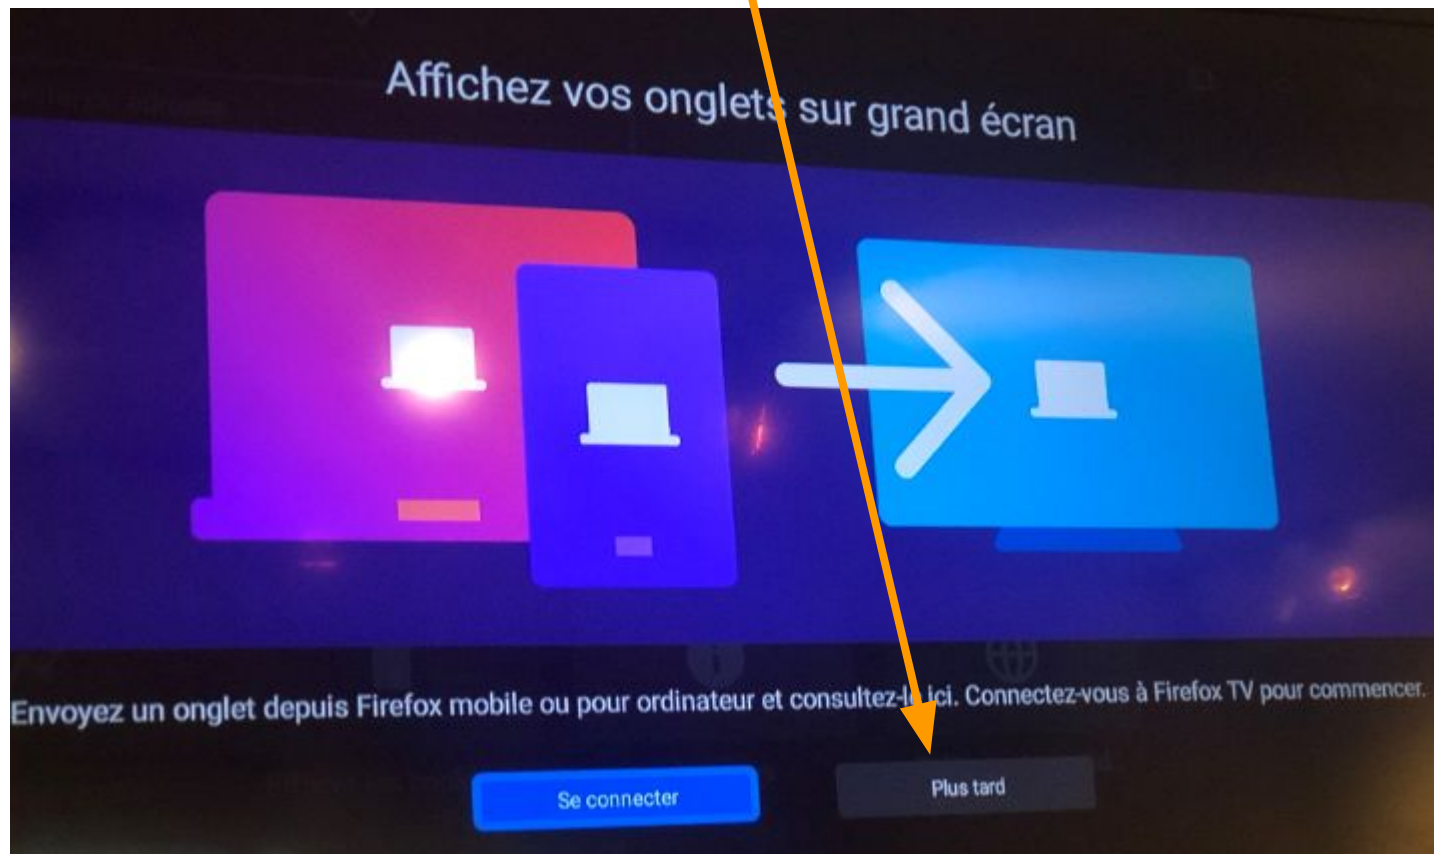 Affichez vos onglets sur grand écran
Envoyez un onglet depuis Firefox mobile ou pour ordinateur et consultez-le ici. Connectez-vous à Firefox TV pour commencer.
Se connecter
Plus tard